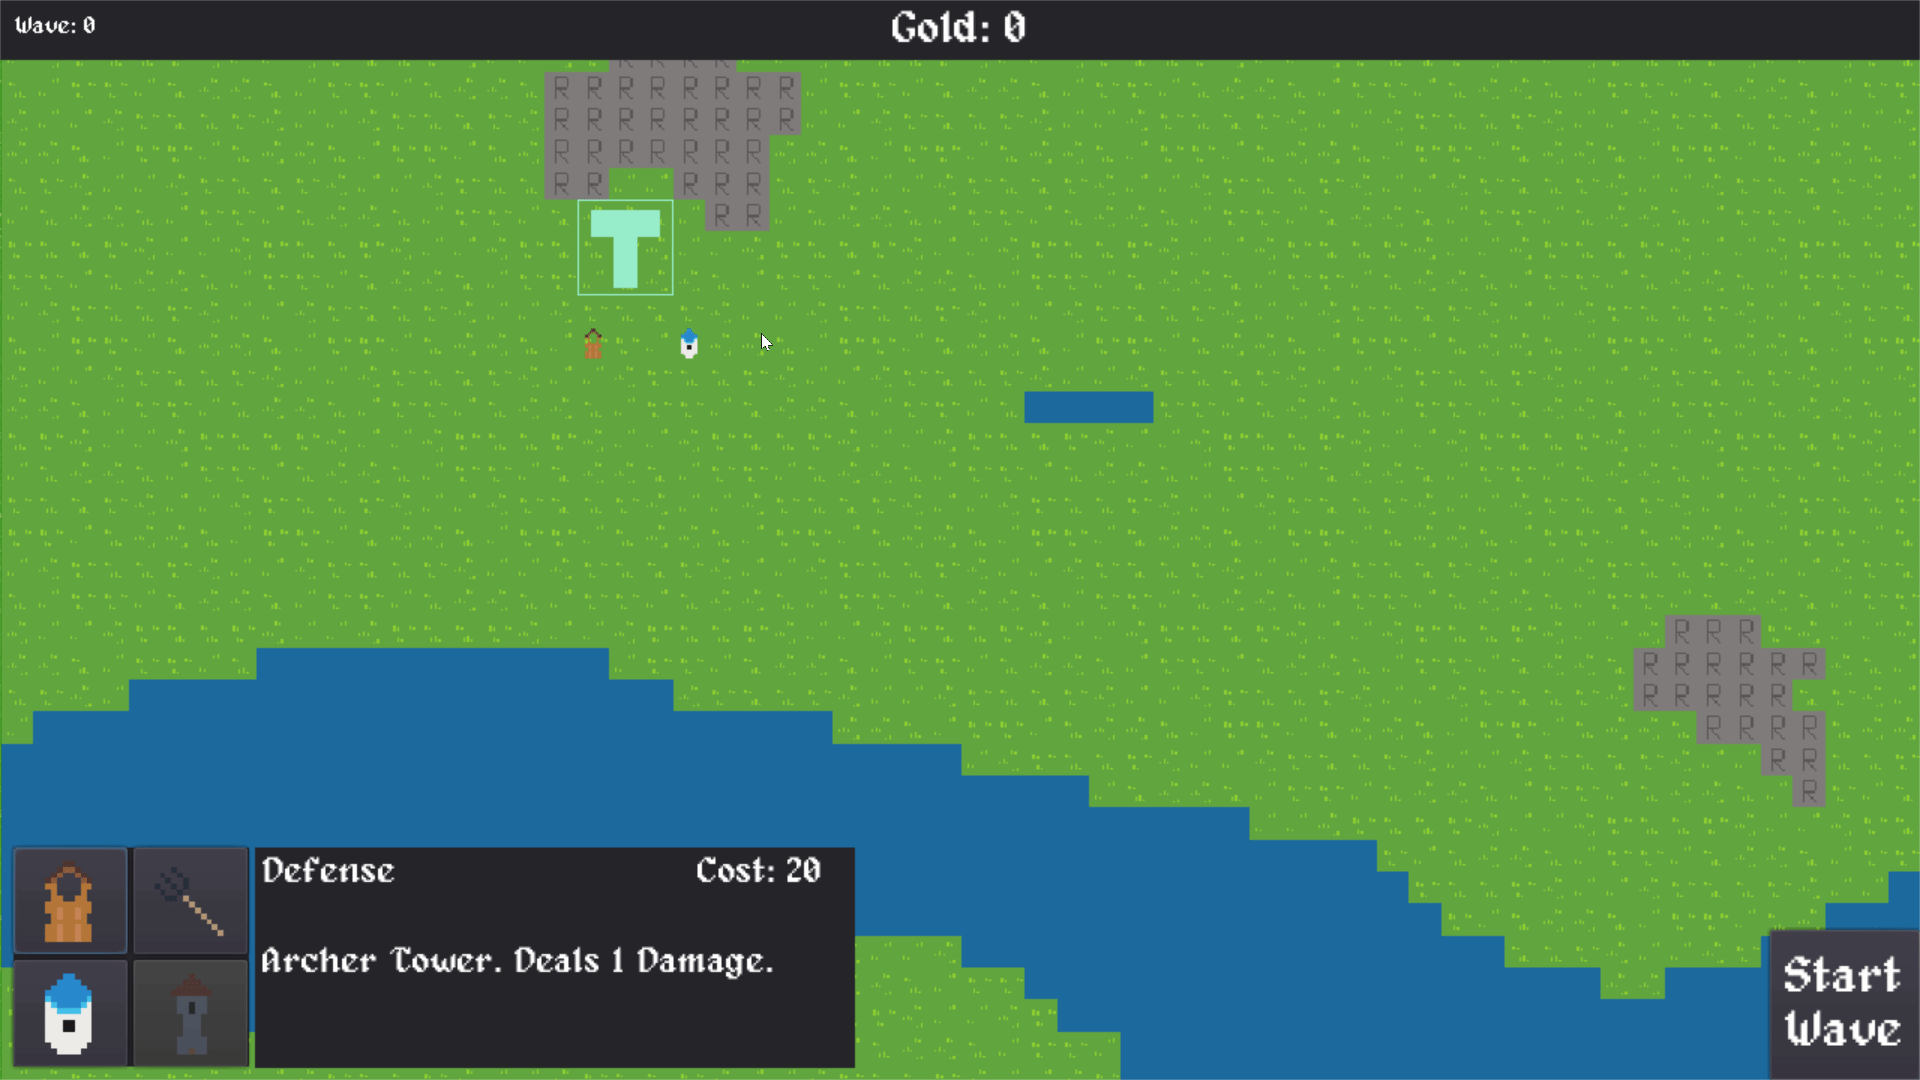 Wave: 0
Gold: 0
R R R R
R R R R R R R R
R R R R R R R R
R R R R R R R
R R R R R
R R
T
R R R
R R R R R R
R R R R R
R R R R
R R
R
Defense Cost: 20
Archer Tower. Deals 1 Damage.
Start
Wave